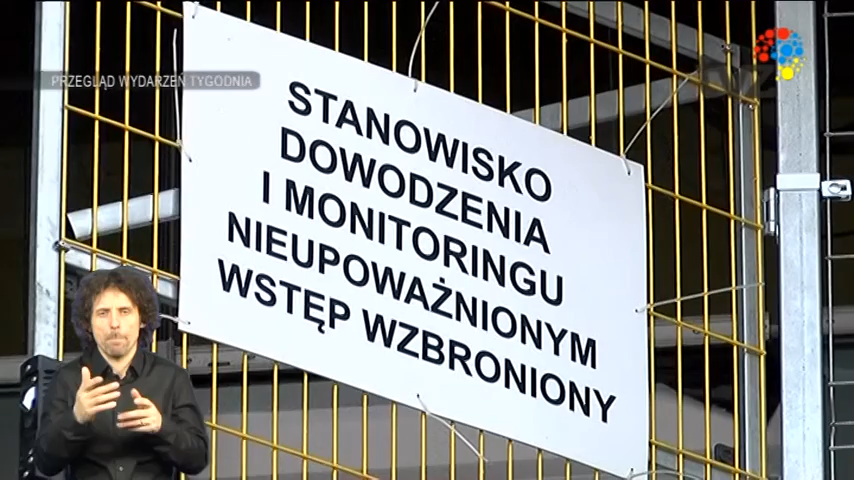 PRZEGLĄD WYDARZEŃ TYGODNIA
STANOWISKO
DOWODZENIA
I MONITORINGU
NIEUPOWAŻNIONYM
WSTĘP WZBRONIONY